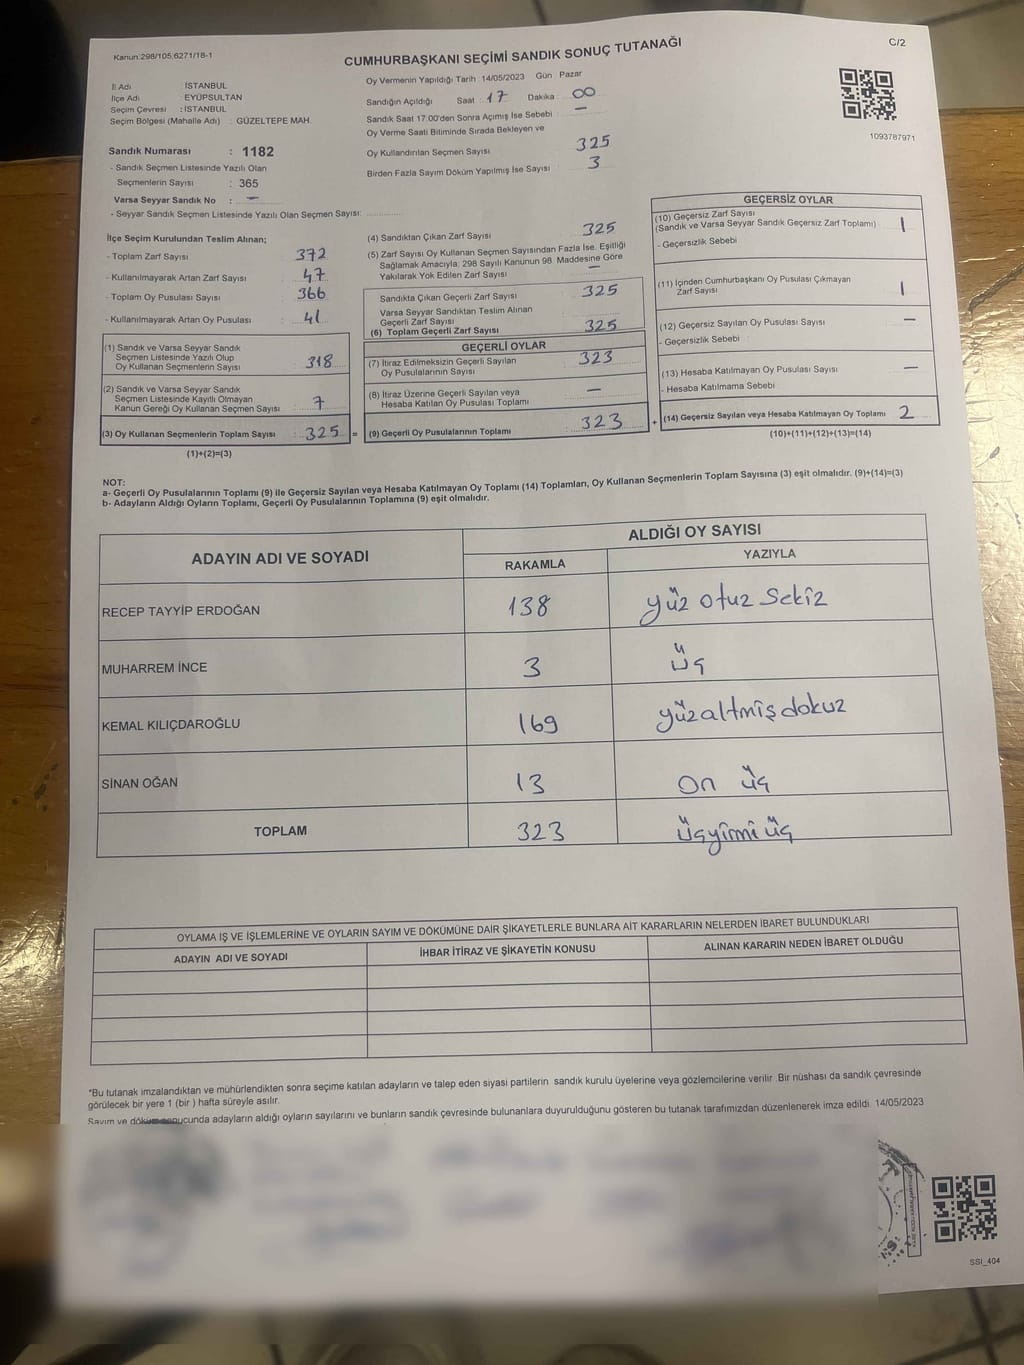 Kanun:298/105,6271/18-1
CUMHURBAŞKANI SEÇİMİ SANDIK SONUÇ TUTANAĞI
C/2
İl Adı İSTANBUL
İlçe Adı EYÜPSULTAN
Seçim Çevresi : İSTANBUL
Seçim Bölgesi (Mahalle Adı) : GÜZELTEPE MAH.
Oy Vermenin Yapıldığı Tarih : 14/05/2023 Gün : Pazar
Sandığın Açıldığı Saat : 17 Dakika : 00
Sandık Saat 17.00'den Sonra Açımış İse Sebebi : —
Oy Verme Saati Bitiminde Sırada Bekleyen ve
Oy Kullandırılan Seçmen Sayısı 325
Birden Fazla Sayım Döküm Yapılmış İse Sayısı 3
1093787971
Sandık Numarası : 1182
- Sandık Seçmen Listesinde Yazılı Olan
Seçmenlerin Sayısı : 365
Varsa Seyyar Sandık No : —
- Seyyar Sandık Seçmen Listesinde Yazılı Olan Seçmen Sayısı:
İlçe Seçim Kurulundan Teslim Alınan;
- Toplam Zarf Sayısı : 372
- Kullanılmayarak Artan Zarf Sayısı : 47
- Toplam Oy Pusulası Sayısı : 366
- Kullanılmayarak Artan Oy Pusulası : 41
(1) Sandık ve Varsa Seyyar Sandık
Seçmen Listesinde Yazılı Olup
Oy Kullanan Seçmenlerin Sayısı : 318
(2) Sandık ve Varsa Seyyar Sandık
Seçmen Listesinde Kayıtlı Olmayan
Kanun Gereği Oy Kullanan Seçmen Sayısı : 7
(3) Oy Kullanan Seçmenlerin Toplam Sayısı : 325 =
(1)+(2)=(3)
(4) Sandıktan Çıkan Zarf Sayısı : 325
(5) Zarf Sayısı Oy Kullanan Seçmen Sayısından Fazla İse, Eşitliği
Sağlamak Amacıyla; 298 Sayılı Kanunun 98. Maddesine Göre
Yakılarak Yok Edilen Zarf Sayısı : —
Sandıkta Çıkan Geçerli Zarf Sayısı : 325
Varsa Seyyar Sandıktan Teslim Alınan
Geçerli Zarf Sayısı :
(6) Toplam Geçerli Zarf Sayısı : 325
GEÇERLİ OYLAR
(7) İtiraz Edilmeksizin Geçerli Sayılan
Oy Pusulalarının Sayısı : 323
(8) İtiraz Üzerine Geçerli Sayılan veya
Hesaba Katılan Oy Pusulası Toplamı : —
(9) Geçerli Oy Pusulalarının Toplamı : 323 +
GEÇERSİZ OYLAR
(10) Geçersiz Zarf Sayısı
(Sandık ve Varsa Seyyar Sandık Geçersiz Zarf Toplamı) : 1
- Geçersizlik Sebebi
(11) İçinden Cumhurbaşkanı Oy Pusulası Çıkmayan
Zarf Sayısı : 1
(12) Geçersiz Sayılan Oy Pusulası Sayısı : —
- Geçersizlik Sebebi :
(13) Hesaba Katılmayan Oy Pusulası Sayısı : —
- Hesaba Katılmama Sebebi :
(14) Geçersiz Sayılan veya Hesaba Katılmayan Oy Toplamı : 2
(10)+(11)+(12)+(13)=(14)
NOT:
a- Geçerli Oy Pusulalarının Toplamı (9) ile Geçersiz Sayılan veya Hesaba Katılmayan Oy Toplamı (14) Toplamları, Oy Kullanan Seçmenlerin Toplam Sayısına (3) eşit olmalıdır. (9)+(14)=(3)
b- Adayların Aldığı Oyların Toplamı, Geçerli Oy Pusulalarının Toplamına (9) eşit olmalıdır.
ADAYIN ADI VE SOYADI
ALDIĞI OY SAYISI
RAKAMLA YAZIYLA
RECEP TAYYİP ERDOĞAN 138 yüz otuz sekiz
MUHARREM İNCE 3 üç
KEMAL KILIÇDAROĞLU 169 yüzaltmiş dokuz
SİNAN OĞAN 13 on üç
TOPLAM 323 üçyirmi üç
OYLAMA İŞ VE İŞLEMLERİNE VE OYLARIN SAYIM VE DÖKÜMÜNE DAİR ŞİKAYETLERLE BUNLARA AİT KARARLARIN NELERDEN İBARET BULUNDUKLARI
ADAYIN ADI VE SOYADI İHBAR İTİRAZ VE ŞİKAYETİN KONUSU ALINAN KARARIN NEDEN İBARET OLDUĞU
*Bu tutanak imzalandıktan ve mühürlendikten sonra seçime katılan adayların ve talep eden siyasi partilerin sandık kurulu üyelerine veya gözlemcilerine verilir. Bir nüshası da sandık çevresinde
görülecek bir yere 1 (bir ) hafta süreyle asılır.
Sayım ve döküm sonucunda adayların aldığı oyların sayılarını ve bunların sandık çevresinde bulunanlara duyurulduğunu gösteren bu tutanak tarafımızdan düzenlenerek imza edildi. 14/05/2023
SSI_404